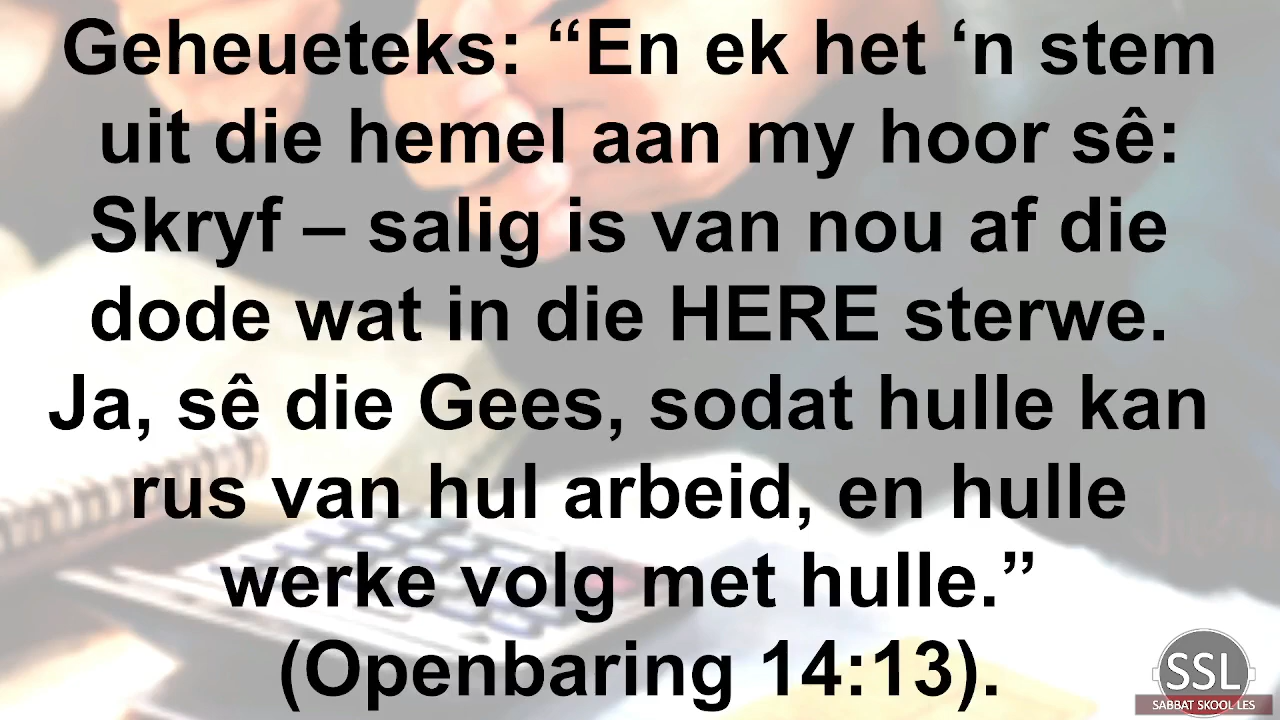 Geheueteks: “En ek het ‘n stem
uit die hemel aan my hoor sê:
Skryf – salig is van nou af die
dode wat in die HERE sterwe.
Ja, sê die Gees, sodat hulle kan
rus van hul arbeid, en hulle
werke volg met hulle.”
(Openbaring 14:13).
SSL
SABBAT SKOOL LES